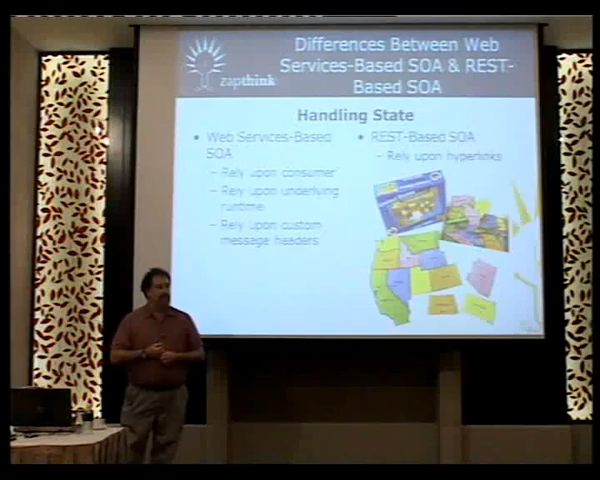 zapthink
Differences Between Web
Services-Based SOA & REST-
Based SOA
Handling State
• Web Services-Based
SOA
– Rely upon consumer
– Rely upon underlying
runtime
– Rely upon custom
message headers
• REST-Based SOA
– Rely upon hyperlinks